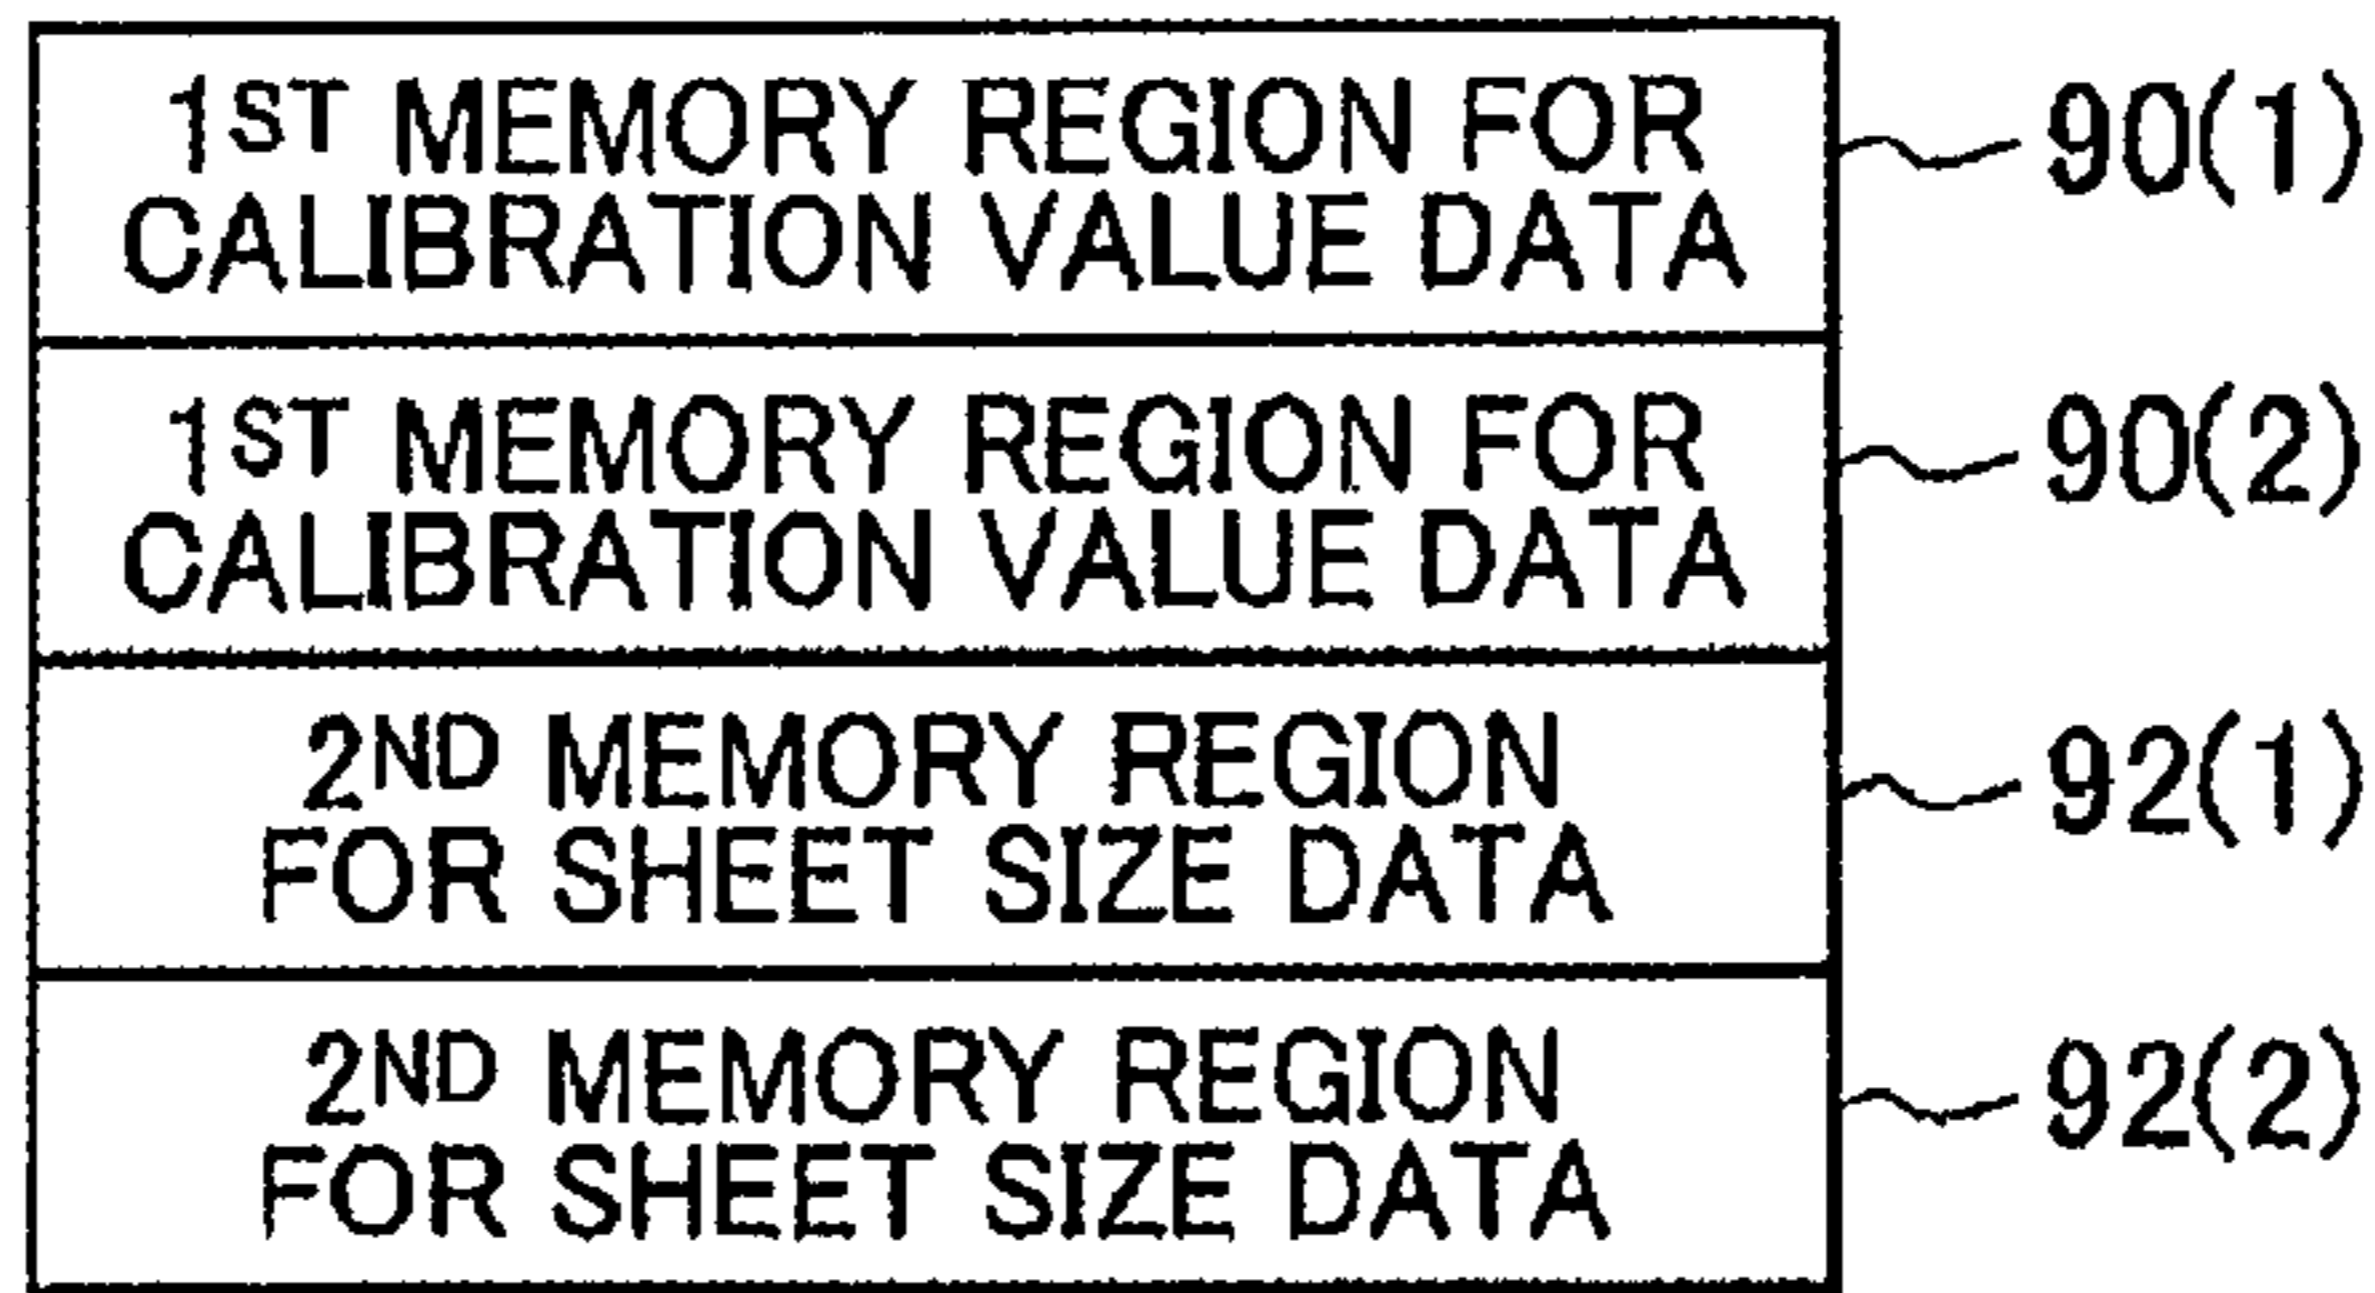 1ST MEMORY REGION FOR
CALIBRATION VALUE DATA
90(1)
1ST MEMORY REGION FOR
CALIBRATION VALUE DATA
90(2)
2ND MEMORY REGION
FOR SHEET SIZE DATA
92(1)
2ND MEMORY REGION
FOR SHEET SIZE DATA
92(2)